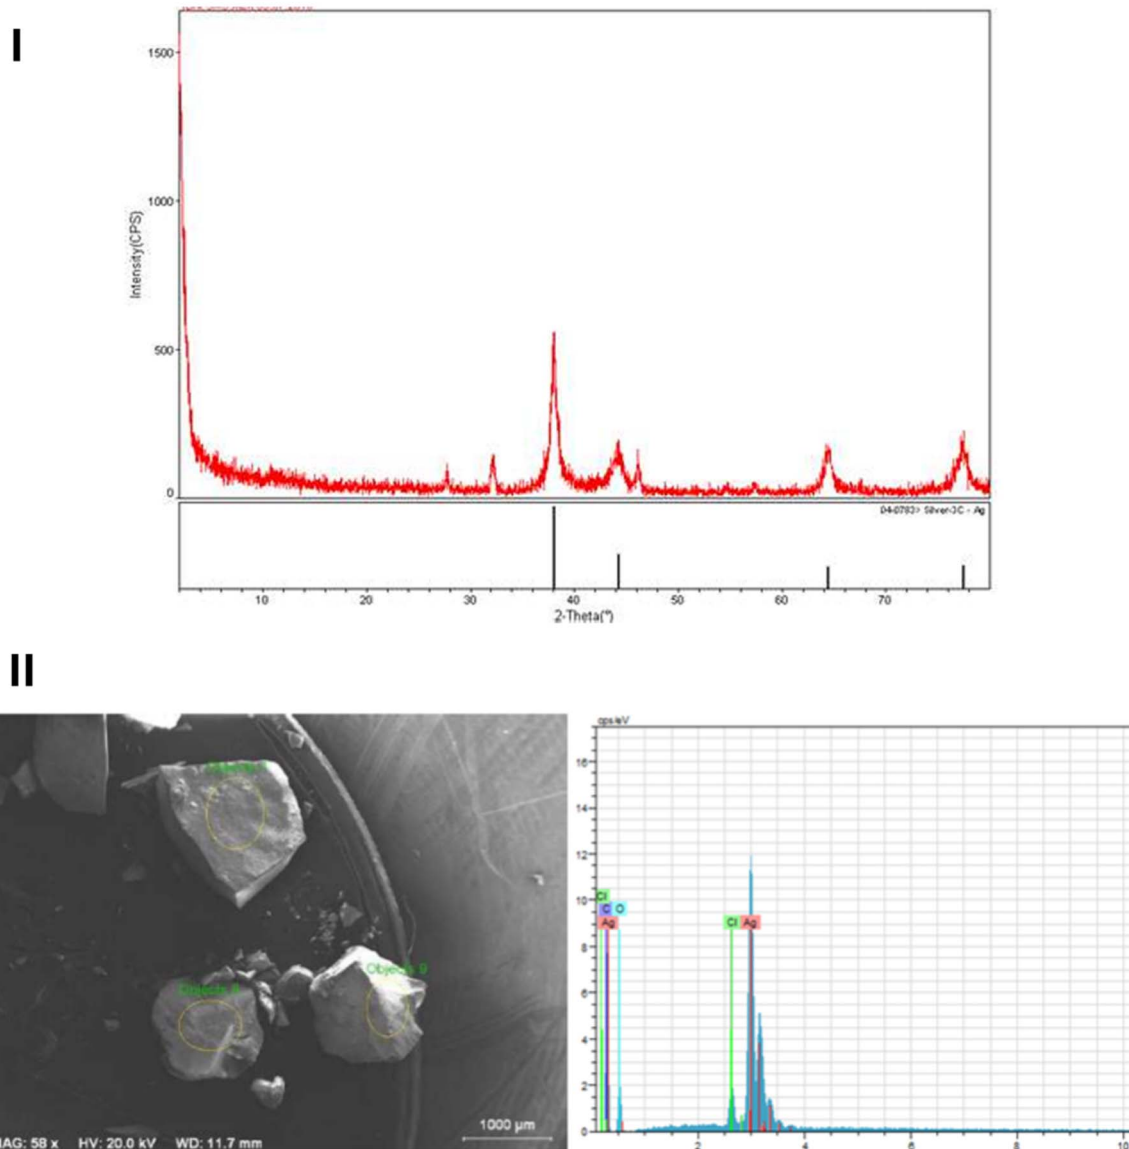 I
1500
1000
500
0
Intensity(CPS)
04-0783> Silver-3C - Ag
10 20 30 40 50 60 70
2-Theta(°)
II
Objects
Objects 8
Objects 9
1000 µm
MAG: 58 x HV: 20.0 kV WD: 11.7 mm
cps/eV
16
14
12
10
8
6
4
2
0
Cl
C O
Ag
Cl Ag
2 4 6 8 10